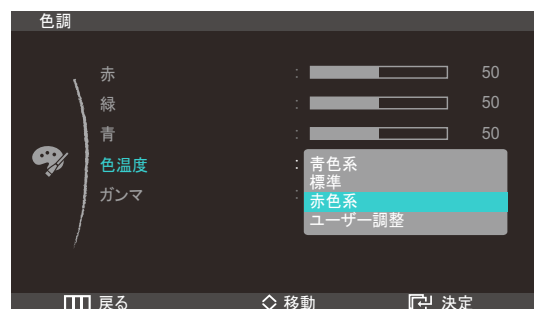 色調
赤 : 50
緑 : 50
青 : 50
色温度 : 青色系
標準
赤色系
ユーザー調整
ガンマ :
戻る 移動 決定